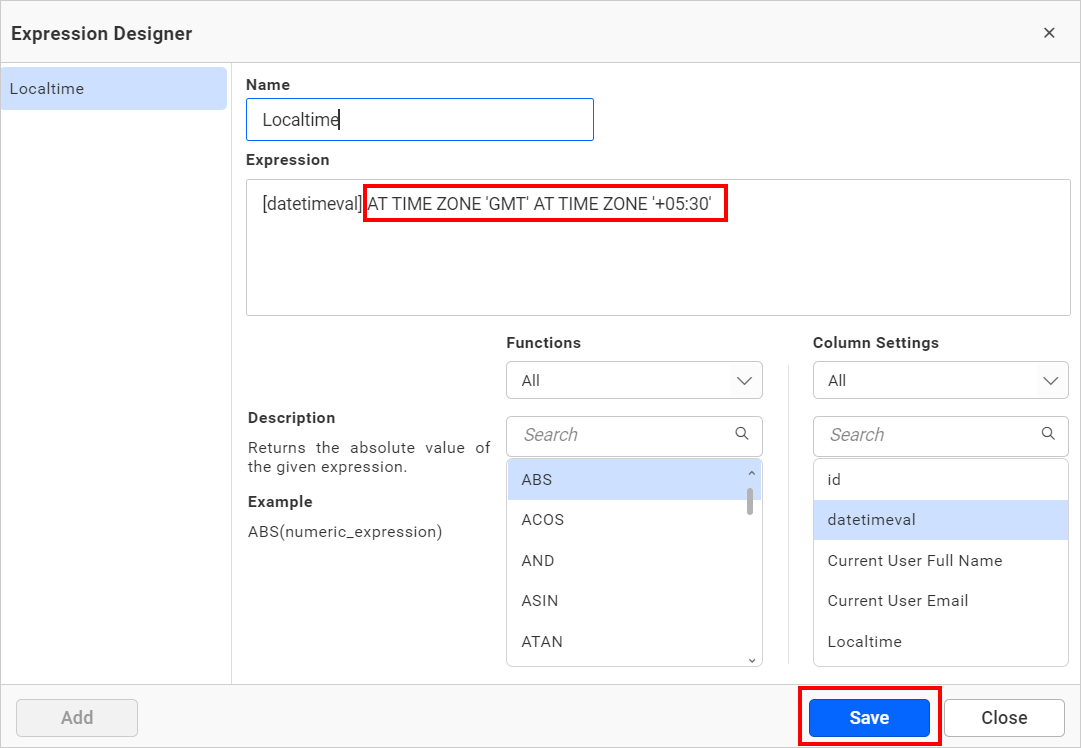 Expression Designer
Localtime
Name
Localtime
Expression
[datetimeval] AT TIME ZONE 'GMT' AT TIME ZONE '+05:30'
Functions
All
Search
ABS
ACOS
AND
ASIN
ATAN
Column Settings
All
Search
id
datetimeval
Current User Full Name
Current User Email
Localtime
Description
Returns the absolute value of
the given expression.
Example
ABS(numeric_expression)
Add
Save
Close